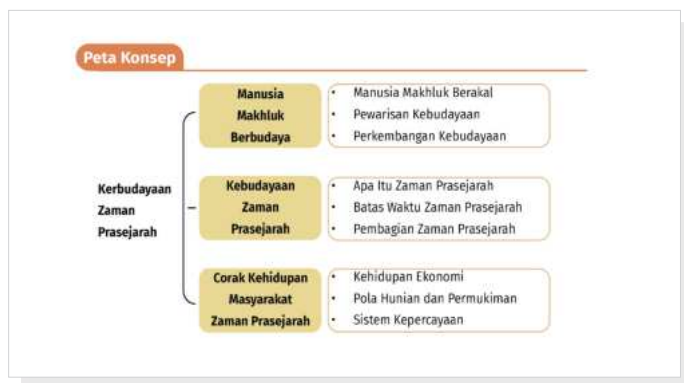 Peta Konsep
Manusia
Makhluk
Berbudaya
• Manusia Makhluk Berakal
• Pewarisan Kebudayaan
• Perkembangan Kebudayaan
Kerbudayaan
Zaman
Prasejarah
Kebudayaan
Zaman
Prasejarah
• Apa Itu Zaman Prasejarah
• Batas Waktu Zaman Prasejarah
• Pembagian Zaman Prasejarah
Corak Kehidupan
Masyarakat
Zaman Prasejarah
• Kehidupan Ekonomi
• Pola Hunian dan Permukiman
• Sistem Kepercayaan